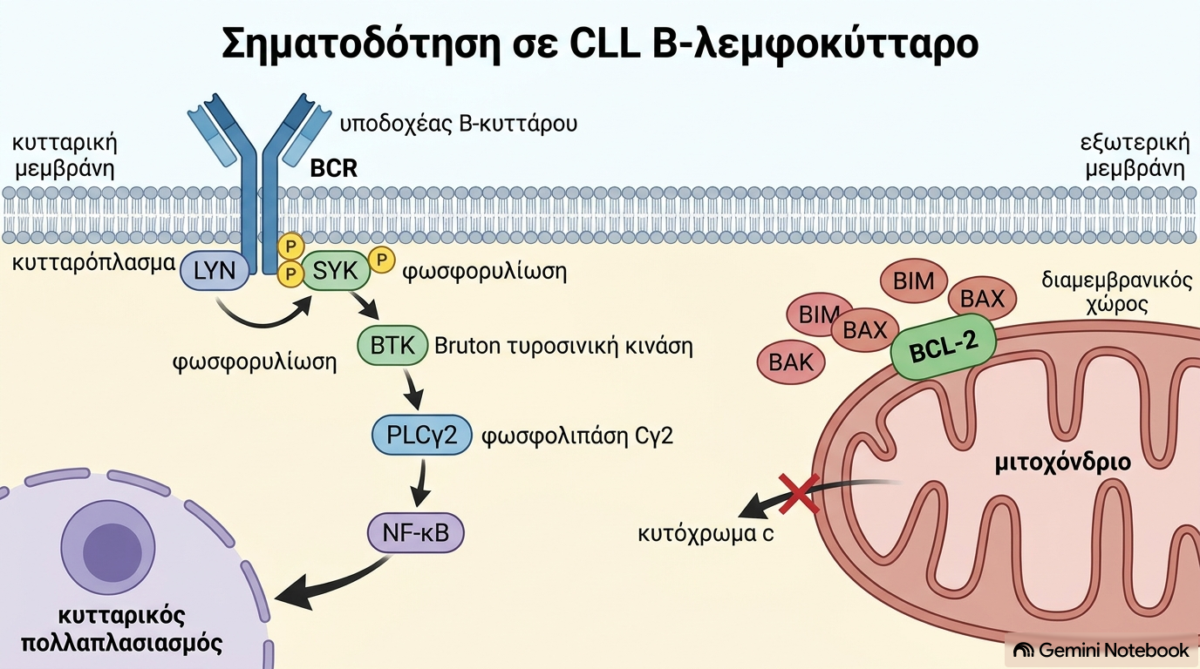 Σηματοδότηση σε CLL Β-λεμφοκύτταρο
υποδοχέας Β-κυττάρου
BCR
κυτταρική
μεμβράνη
εξωτερική
μεμβράνη
κυτταρόπλασμα
LYN
P
P
SYK
P
φωσφορυλίωση
φωσφορυλίωση
BTK
Bruton τυροσινική κινάση
PLCγ2
φωσφολιπάση Cγ2
NF-κB
κυτταρικός
πολλαπλασιασμός
BIM
BIM
BAX
BAX
BAK
BCL-2
διαμεμβρανικός
χώρος
μιτοχόνδριο
κυτόχρωμα c
Gemini Notebook